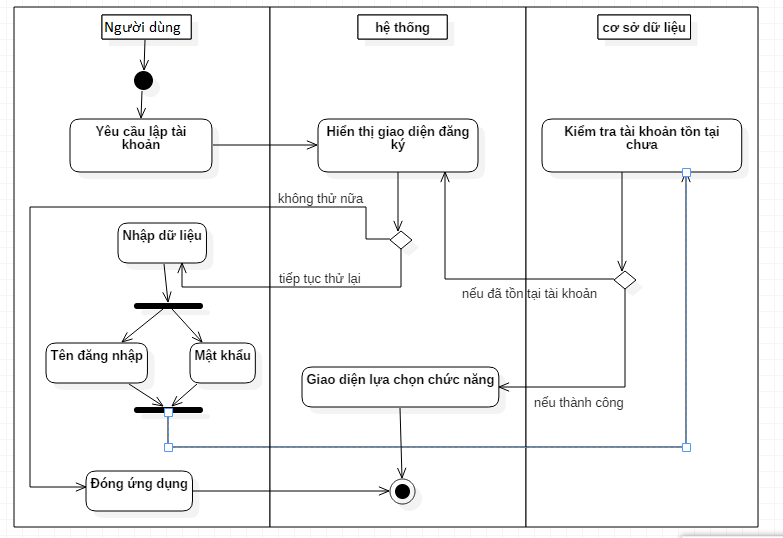 Người dùng
hệ thống
cơ sở dữ liệu
Yêu cầu lập tài
khoản
Hiển thị giao diện đăng
ký
Kiểm tra tài khoản tồn tại
chưa
không thử nữa
Nhập dữ liệu
tiếp tục thử lại
nếu đã tồn tại tài khoản
Tên đăng nhập
Mật khẩu
Giao diện lựa chọn chức năng
nếu thành công
Đóng ứng dụng